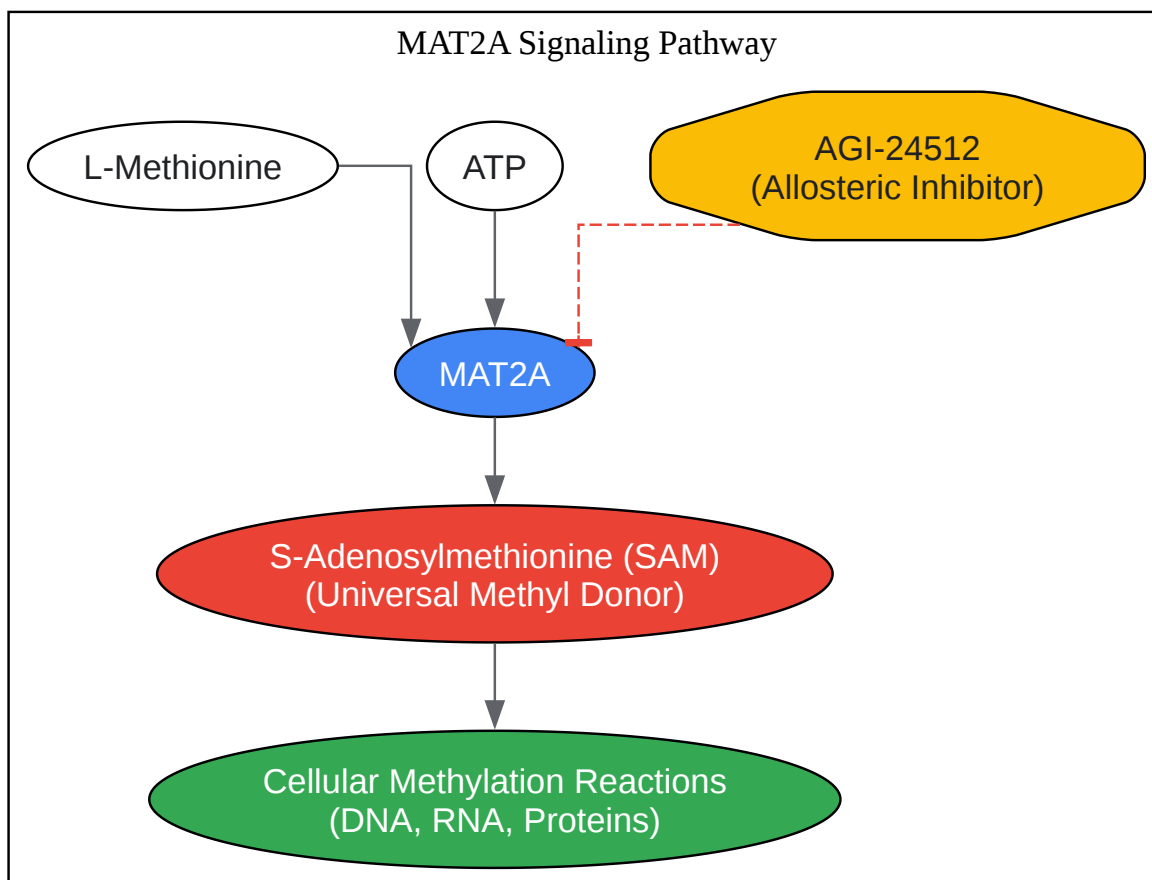 MAT2A Signaling Pathway
L-Methionine
ATP
AGI-24512
(Allosteric Inhibitor)
MAT2A
S-Adenosylmethionine (SAM)
(Universal Methyl Donor)
Cellular Methylation Reactions
(DNA, RNA, Proteins)